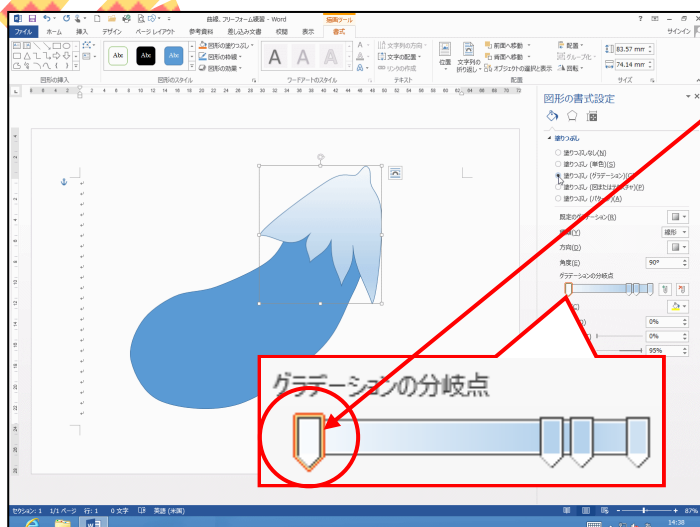 曲線、フリーフォーム練習 - Word
描画ツール
ファイル ホーム 挿入 デザイン ページ レイアウト 参考資料 差し込み文書 校閲 表示 書式
サインイン
図形の塗りつぶし
図形の枠線
図形の効果
Abc Abc Abc
A A A
文字列の方向
文字の配置
リンクの作成
位置
文字列の折り返し
前面へ移動
背面へ移動
オブジェクトの選択と表示
配置
グループ化
回転
83.57 mm
74.14 mm
図形の挿入 図形のスタイル ワードアートのスタイル テキスト 配置 サイズ
図形の書式設定
塗りつぶし
塗りつぶしなし(N)
塗りつぶし (単色)(S)
塗りつぶし (グラデーション)
塗りつぶし (図またはテクスチャ)(P)
塗りつぶし (パターン)(A)
既定のグラデーション(R)
線形
方向(D)
角度(E) 90°
グラデーションの分岐点
0%
0%
95%
グラデーションの分岐点
セクション: 1 1/1 ページ 行: 1 0 文字 英語 (米国)
87%
14:38